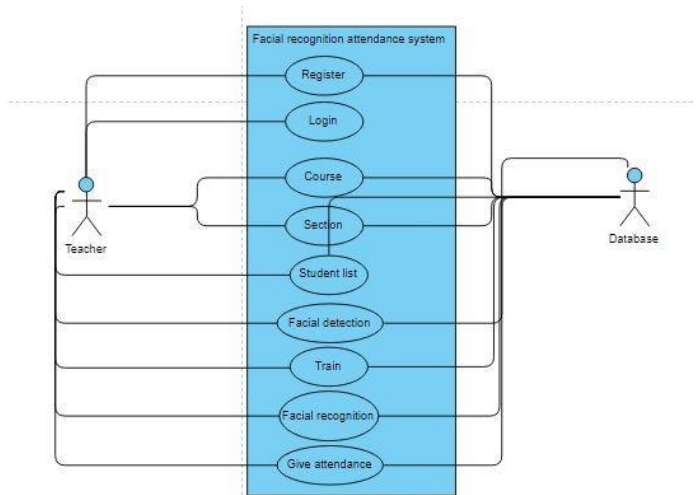 Facial recognition attendance system
Register
Login
Course
Section
Teacher
Database
Student list
Facial detection
Train
Facial recognition
Give attendance